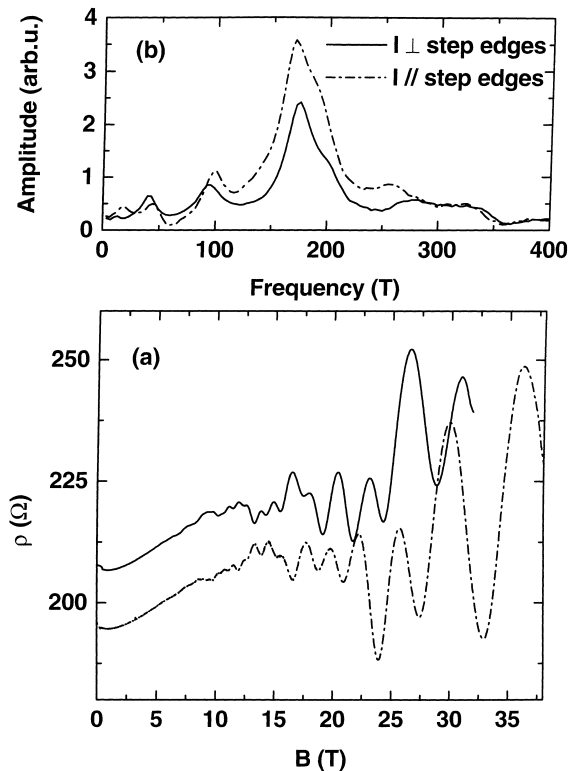 4
3
2
1
0
Amplitude (arb.u.)
(b)
I ⊥ step edges
I // step edges
0 100 200 300 400
Frequency (T)
250
225
200
ρ (Ω)
(a)
0 5 10 15 20 25 30 35
B (T)